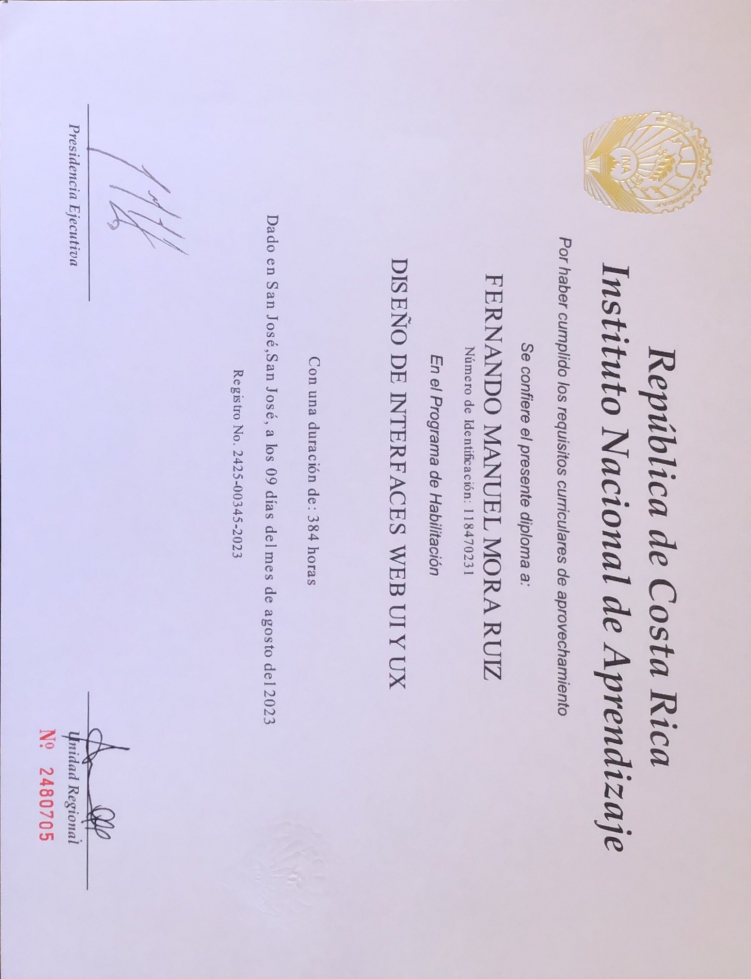 República de Costa Rica
Instituto Nacional de Aprendizaje
Por haber cumplido los requisitos curriculares de aprovechamiento
Se confiere el presente diploma a:
FERNANDO MANUEL MORA RUIZ
Número de Identificación: 118470231
En el Programa de Habilitación
DISEÑO DE INTERFACES WEB UI Y UX
Con una duración de: 384 horas
Dado en San José,San José, a los 09 días del mes de agosto del 2023
Registro No. 2425-00345-2023
Presidencia Ejecutiva
Unidad Regional
Nº 2480705